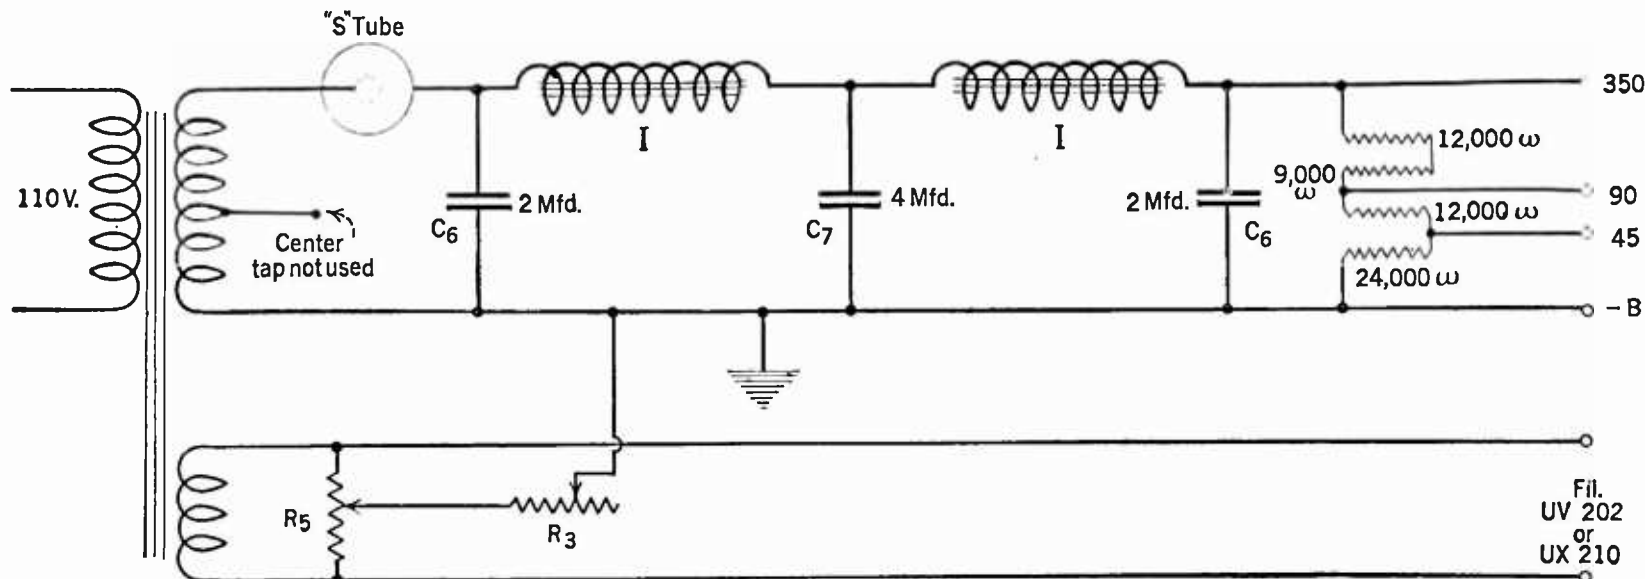 "S" Tube
350
I
I
12,000 ω
9,000
ω
110 V.
2 Mfd.
4 Mfd.
2 Mfd.
90
12,000 ω
C6
C7
C6
45
Center
tap not used
24,000 ω
– B
R5
R3
Fil.
UV 202
or
UX 210